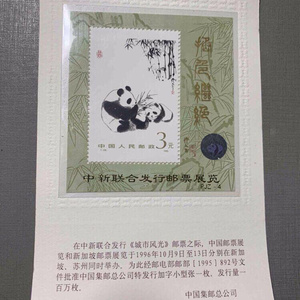 中国人民邮政
3元
中新联合发行邮票展览
PJZ-4
在中新联合发行《城市风光》邮票之际，中国邮票展
览和新加坡邮票展览于1996年10月9日至13日分别在新加
坡、苏州同时举办。为此经邮电部邮部［1995］892号文
件批准中国集邮总公司特发行加字小型张一枚，发行量一
百万枚。
中国集邮总公司